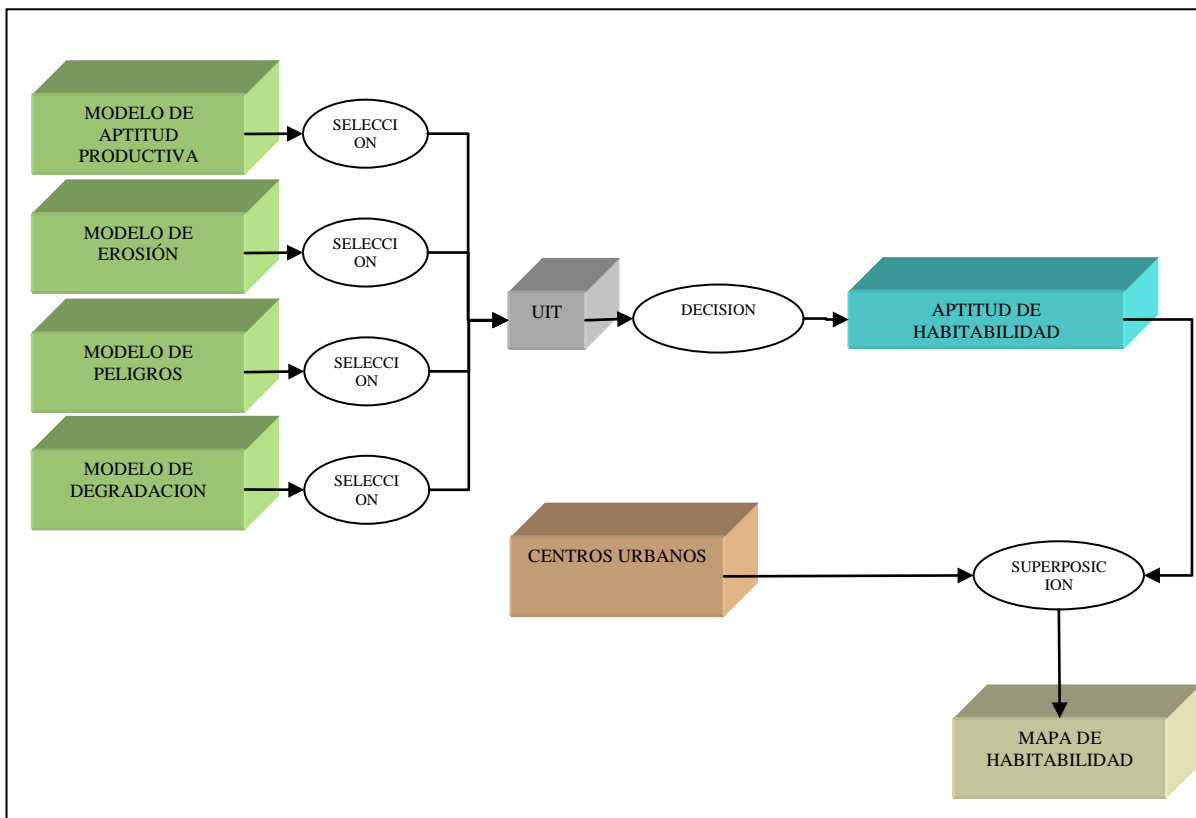 MODELO DE
APTITUD
PRODUCTIVA
SELECCI
ON
MODELO DE
EROSIÓN
SELECCI
ON
MODELO DE
PELIGROS
SELECCI
ON
MODELO DE
DEGRADACION
SELECCI
ON
UIT
DECISION
APTITUD DE
HABITABILIDAD
CENTROS URBANOS
SUPERPOSIC
ION
MAPA DE
HABITABILIDAD